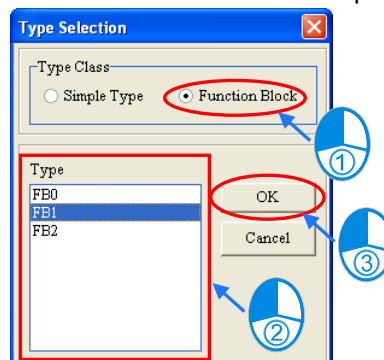 Type Selection
Type Class
Simple Type
Function Block
①
Type
FB0
OK
FB1
FB2
Cancel
③
②